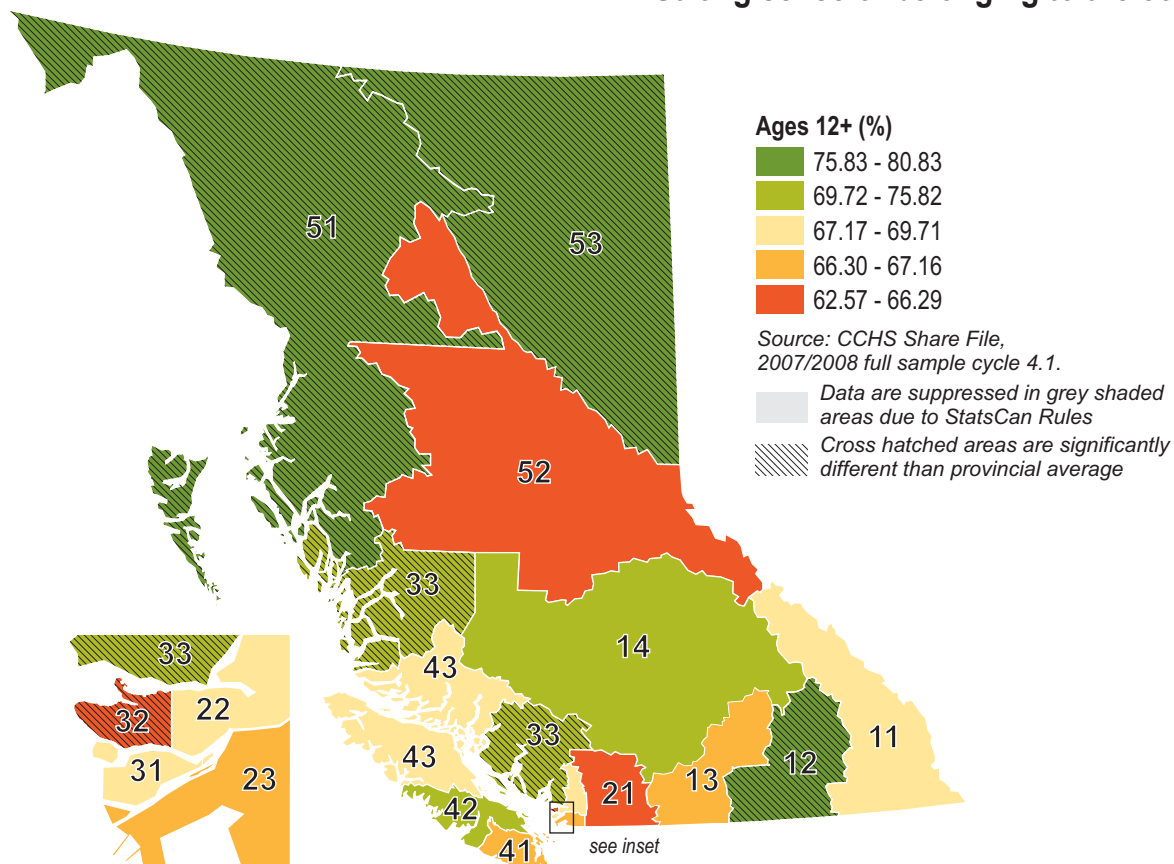 Ages 12+ (%)
75.83 - 80.83
69.72 - 75.82
67.17 - 69.71
66.30 - 67.16
62.57 - 66.29
Source: CCHS Share File,
2007/2008 full sample cycle 4.1.
Data are suppressed in grey shaded
areas due to StatsCan Rules
Cross hatched areas are significantly
different than provincial average
51
53
52
33
14
43
33
43
11
12
13
21
42
41
see inset
33
32
22
31
23